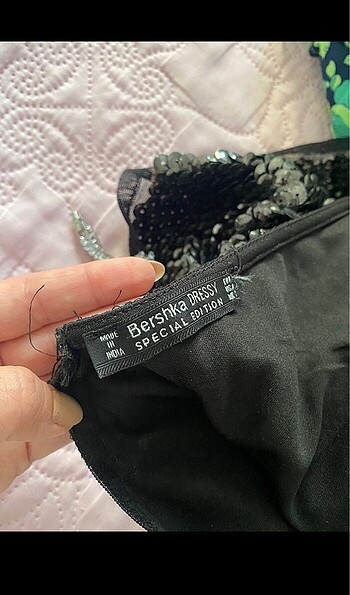 MADE
IN
INDIA
Bershka DRESSY
SPECIAL EDITION